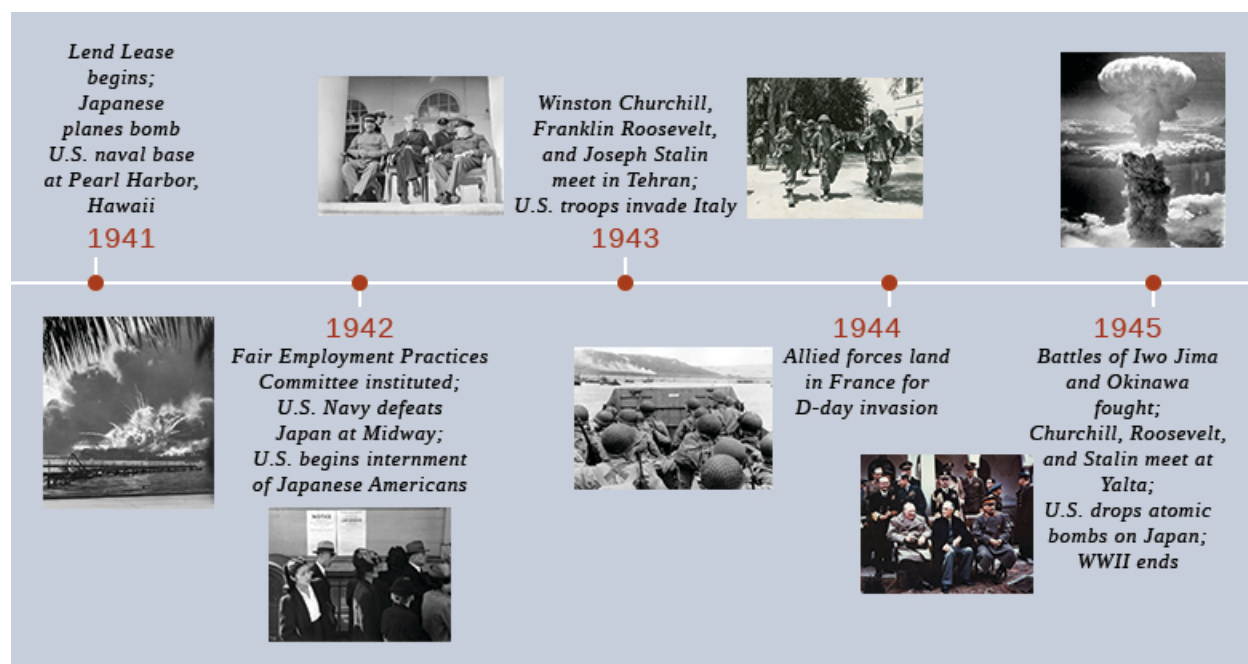 Lend Lease
begins;
Japanese
planes bomb
U.S. naval base
at Pearl Harbor,
Hawaii
1941
1942
Fair Employment Practices
Committee instituted;
U.S. Navy defeats
Japan at Midway;
U.S. begins internment
of Japanese Americans
NOTICE
Winston Churchill,
Franklin Roosevelt,
and Joseph Stalin
meet in Tehran;
U.S. troops invade Italy
1943
1944
Allied forces land
in France for
D-day invasion
1945
Battles of Iwo Jima
and Okinawa
fought;
Churchill, Roosevelt,
and Stalin meet at
Yalta;
U.S. drops atomic
bombs on Japan;
WWII ends